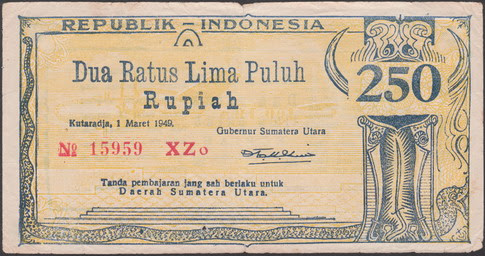 REPUBLIK - INDONESIA
Dua Ratus Lima Puluh
Rupiah
250
Kutaradja, 1 Maret 1949.
Gubernur Sumatera Utara
№ 15959 XZo
Tanda pembajaran jang sah berlaku untuk
Daerah Sumatera Utara.